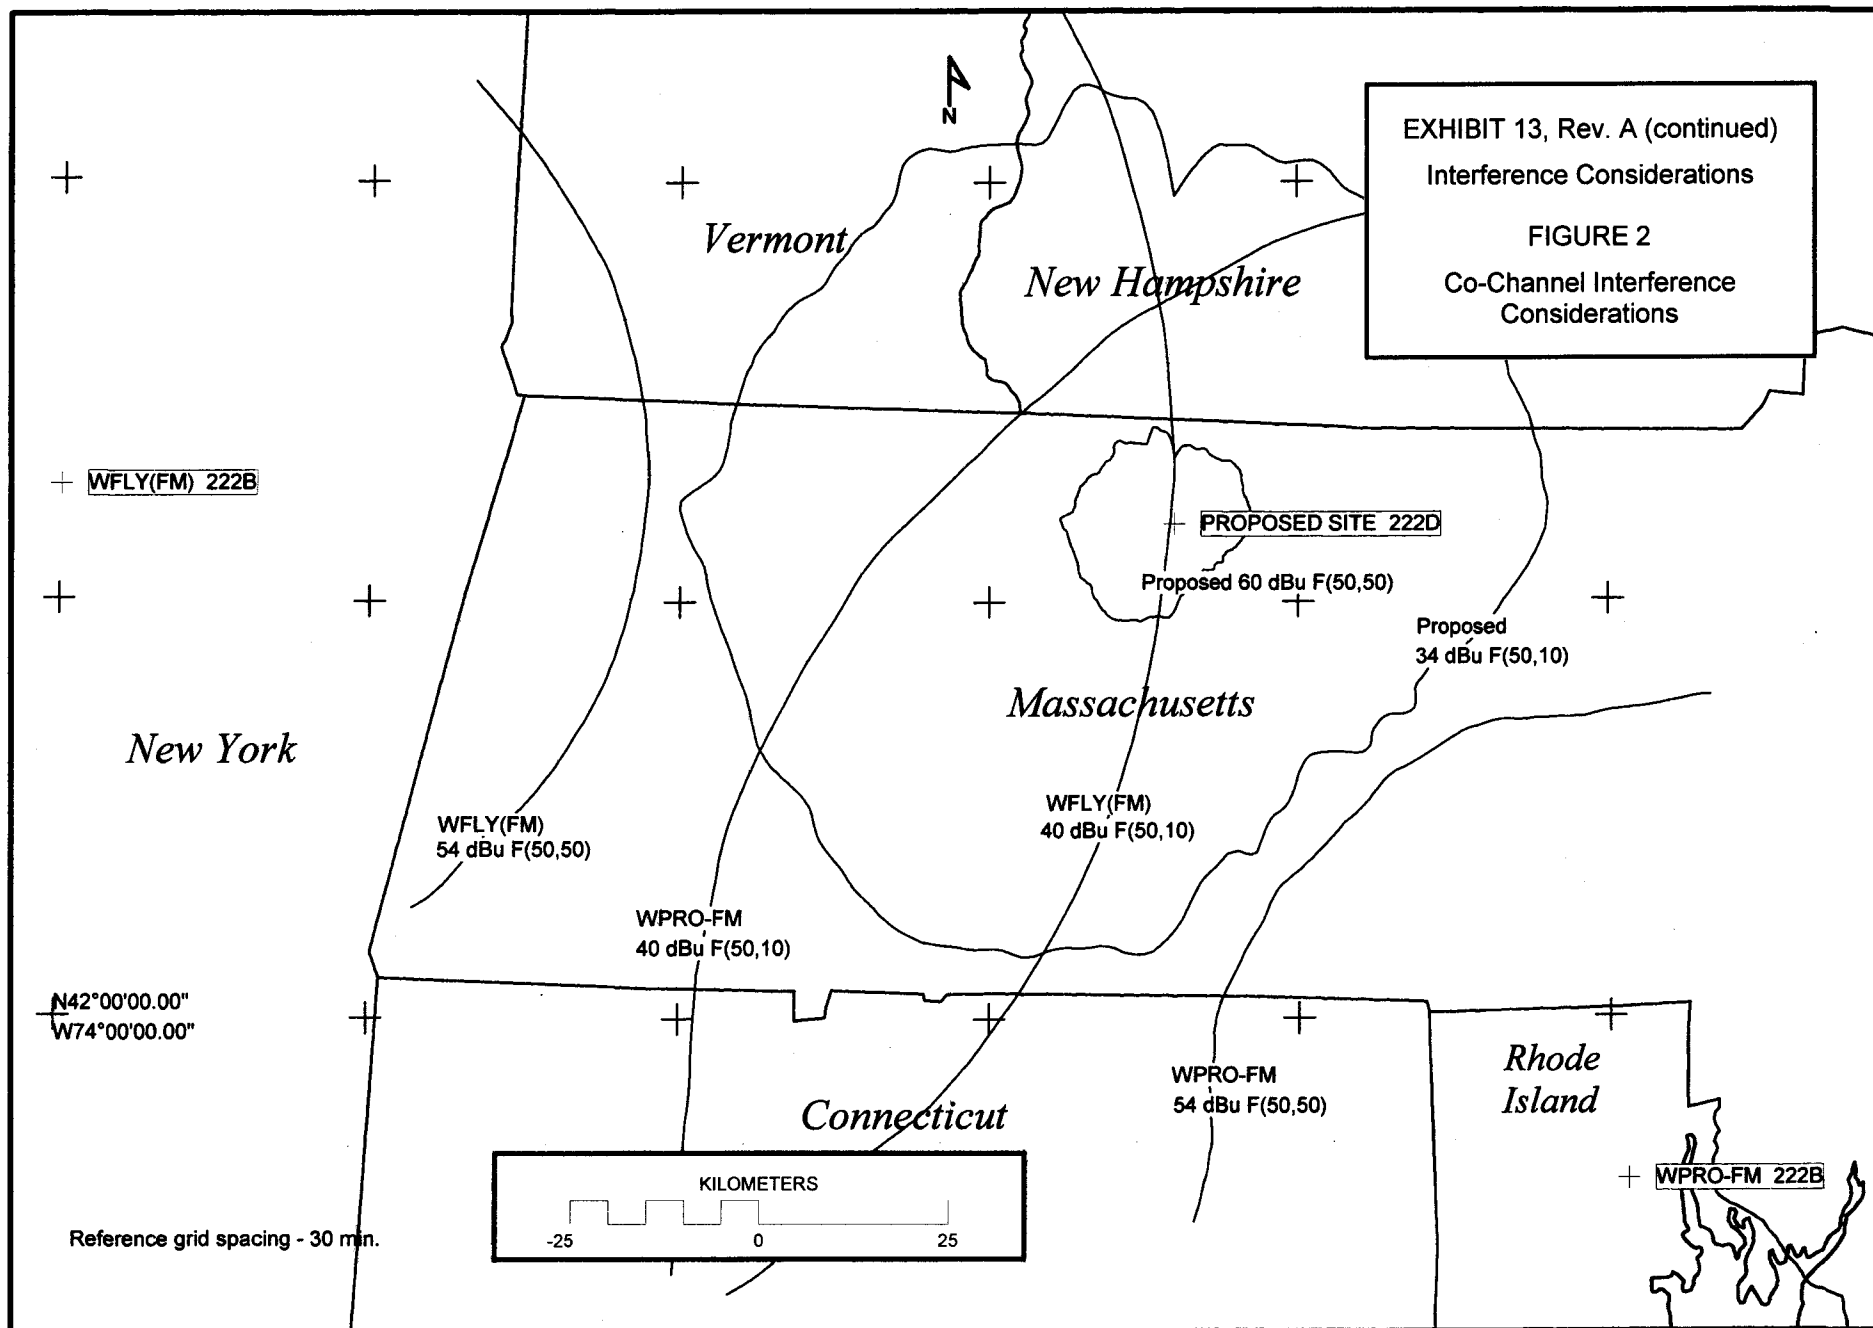 N
EXHIBIT 13, Rev. A (continued)
Interference Considerations
FIGURE 2
Co-Channel Interference
Considerations
Vermont
New Hampshire
WFLY(FM) 222B
PROPOSED SITE 222D
Proposed 60 dBu F(50,50)
Proposed
34 dBu F(50,10)
Massachusetts
New York
WFLY(FM)
54 dBu F(50,50)
WFLY(FM)
40 dBu F(50,10)
WPRO-FM
40 dBu F(50,10)
N42°00'00.00"
W74°00'00.00"
WPRO-FM
54 dBu F(50,50)
Rhode
Island
Connecticut
WPRO-FM 222B
KILOMETERS
-25 0 25
Reference grid spacing - 30 min.